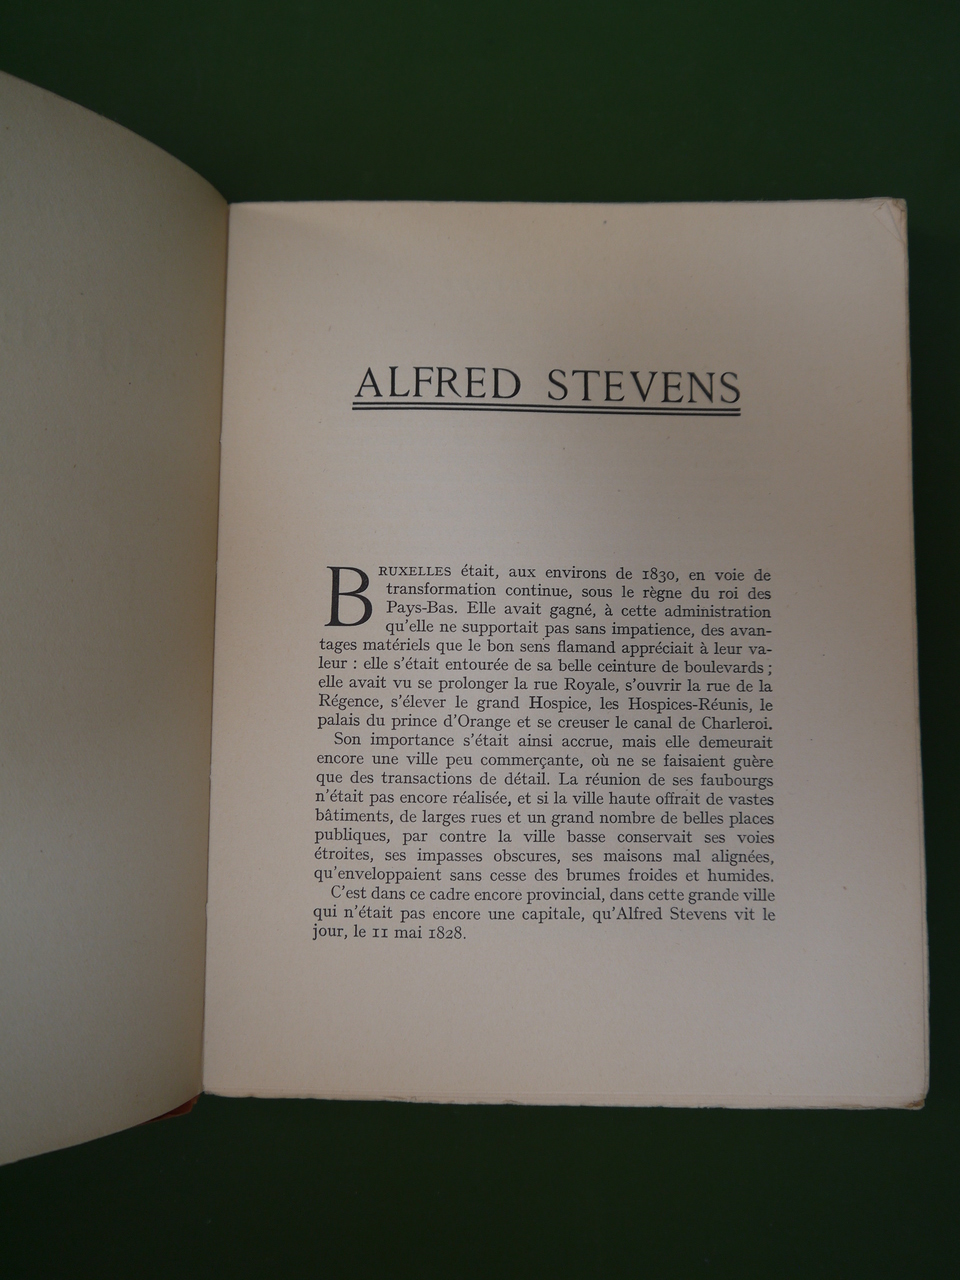 ALFRED STEVENS
BRUXELLES était, aux environs de 1830, en voie de
transformation continue, sous le règne du roi des
Pays-Bas. Elle avait gagné, à cette administration
qu'elle ne supportait pas sans impatience, des avan-
tages matériels que le bon sens flamand appréciait à leur va-
leur : elle s'était entourée de sa belle ceinture de boulevards ;
elle avait vu se prolonger la rue Royale, s'ouvrir la rue de la
Régence, s'élever le grand Hospice, les Hospices-Réunis, le
palais du prince d'Orange et se creuser le canal de Charleroi.
Son importance s'était ainsi accrue, mais elle demeurait
encore une ville peu commerçante, où ne se faisaient guère
que des transactions de détail. La réunion de ses faubourgs
n'était pas encore réalisée, et si la ville haute offrait de vastes
bâtiments, de larges rues et un grand nombre de belles places
publiques, par contre la ville basse conservait ses voies
étroites, ses impasses obscures, ses maisons mal alignées,
qu'enveloppaient sans cesse des brumes froides et humides.
C'est dans ce cadre encore provincial, dans cette grande ville
qui n'était pas encore une capitale, qu'Alfred Stevens vit le
jour, le 11 mai 1828.